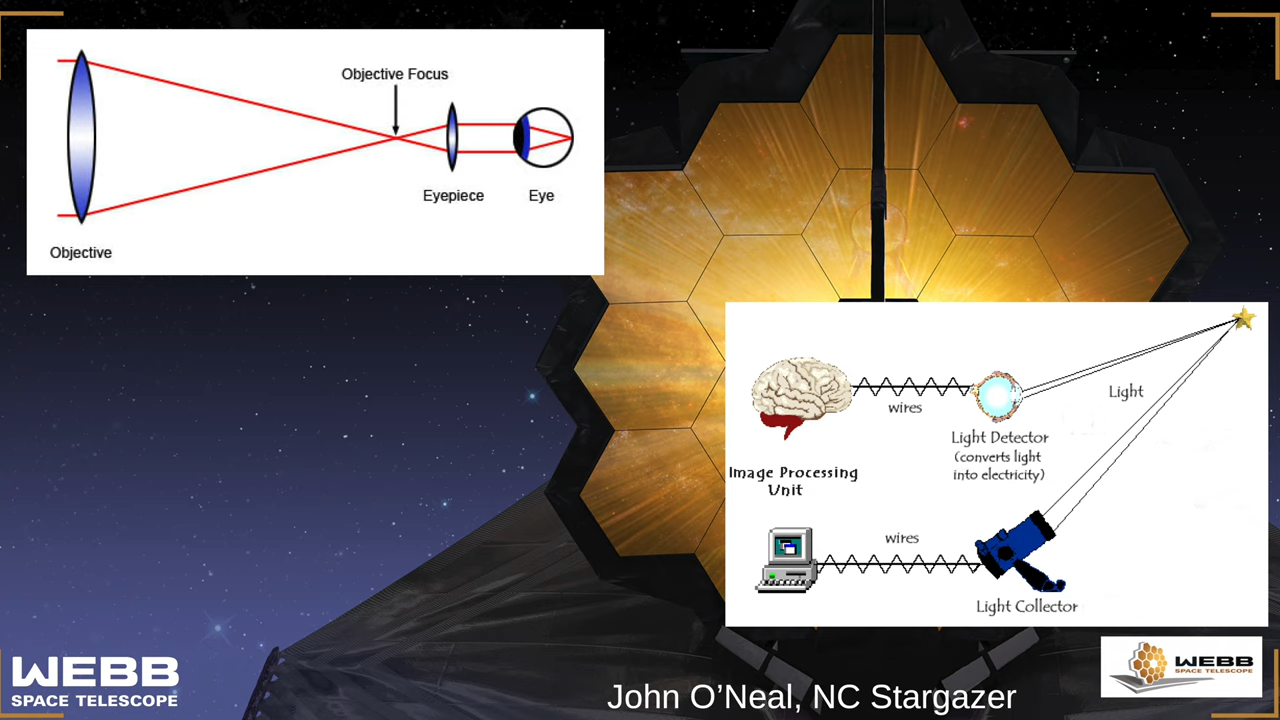 Objective Focus
Eyepiece
Eye
Objective
wires
Light
Light Detector
(converts light
into electricity)
Image Processing
Unit
wires
Light Collector
WEBB
SPACE TELESCOPE
WEBB
SPACE TELESCOPE
John O’Neal, NC Stargazer